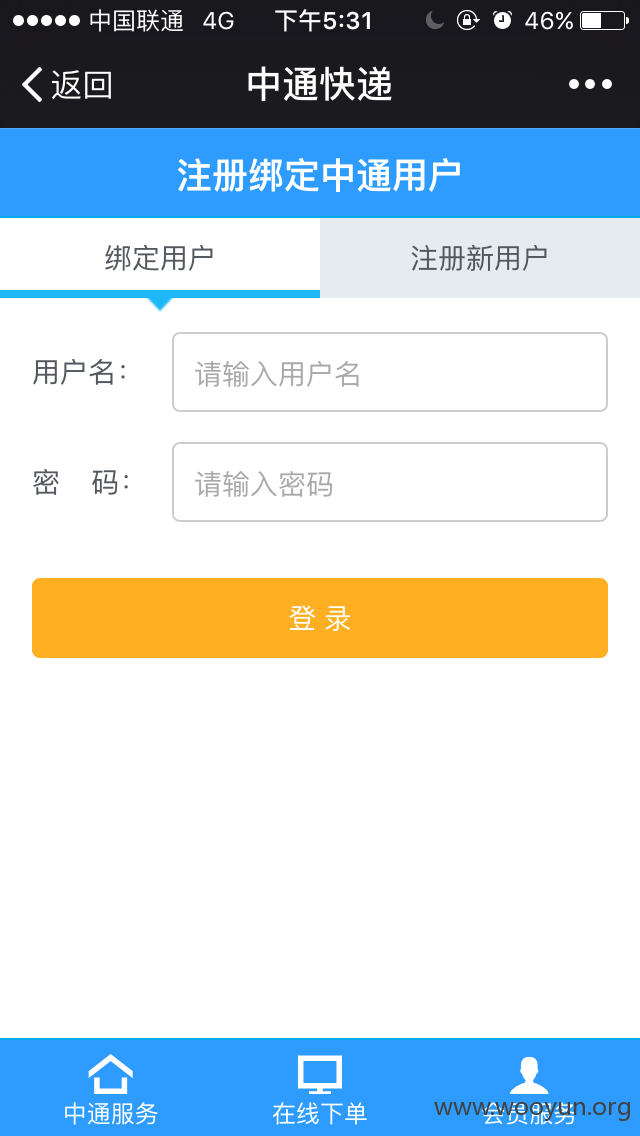 中国联通 4G 下午5:31 46%
返回 中通快递
注册绑定中通用户
绑定用户 注册新用户
用户名： 请输入用户名
密 码： 请输入密码
登 录
中通服务 在线下单 会员服务
www.wooyun.org